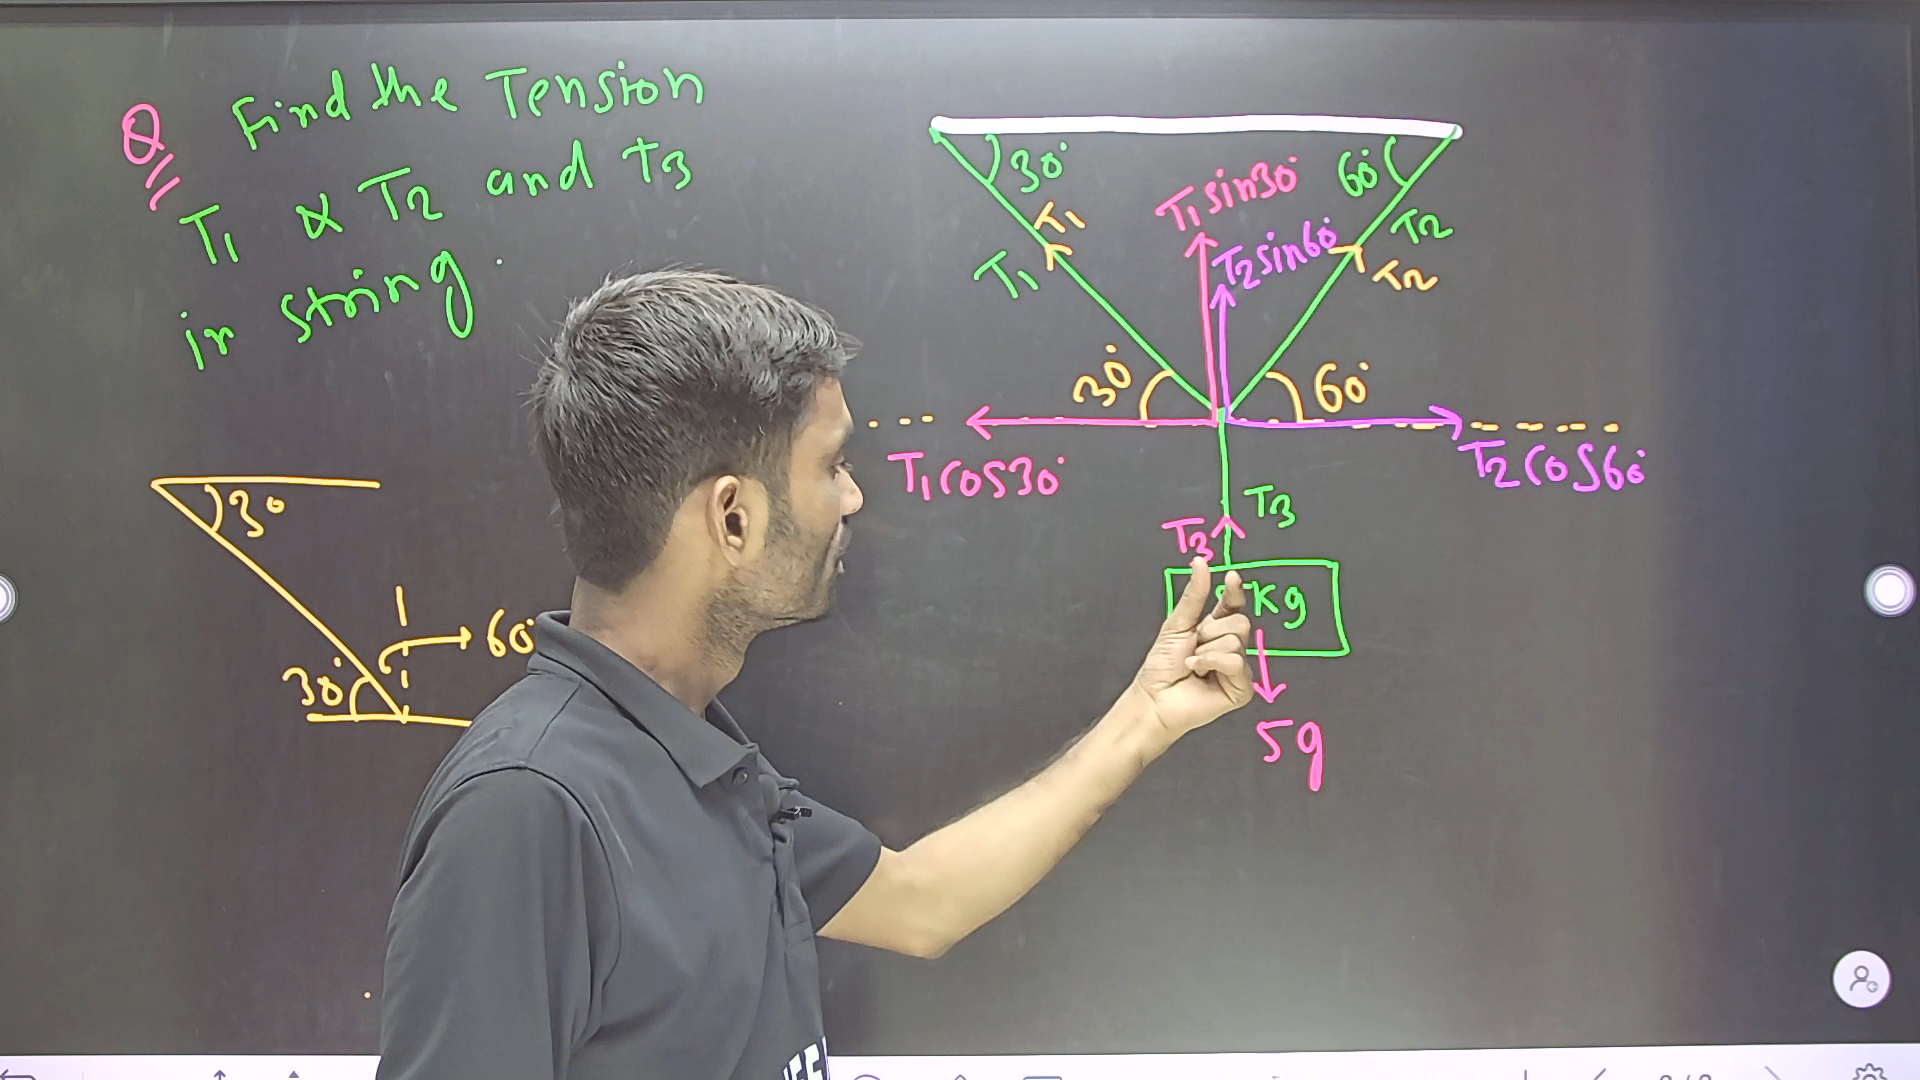 Q Find the Tension
T1 & T2 and T3
in string.
30°
60°
T1 sin30°
T1
T1
T2 sin60°
T2
T2
30°
60°
T1 cos30°
T2 cos60°
T3
T3
Kg
5g
30
30°
60°